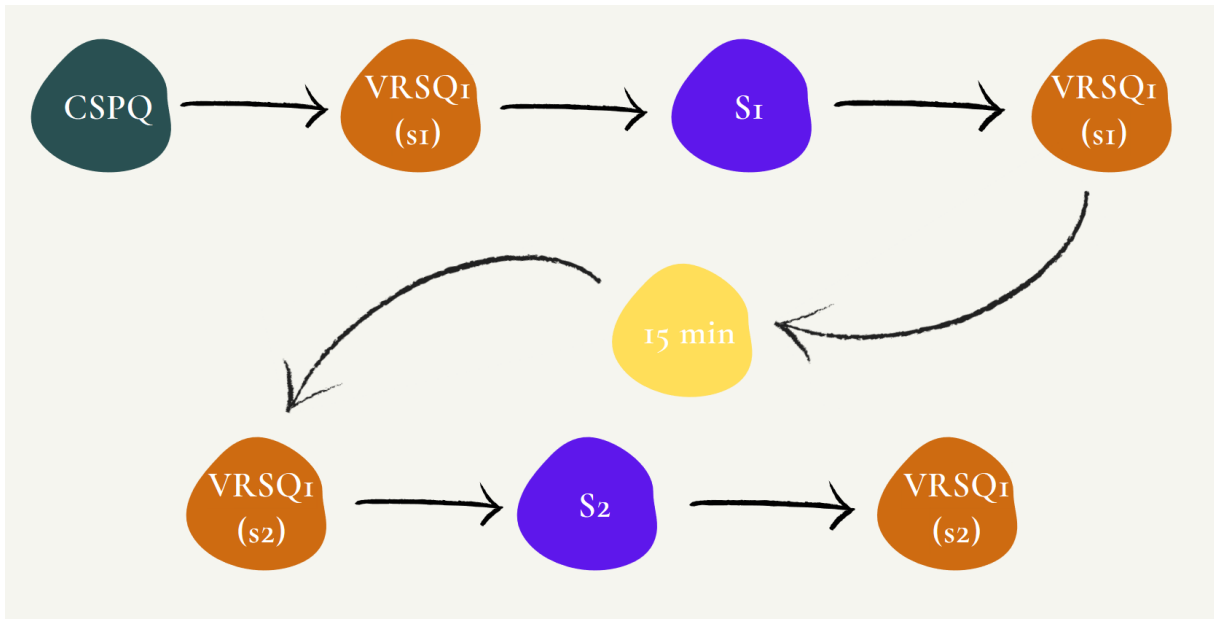 CSPQ
VRSQ1
(s1)
S1
VRSQ1
(s1)
15 min
VRSQ1
(s2)
S2
VRSQ1
(s2)